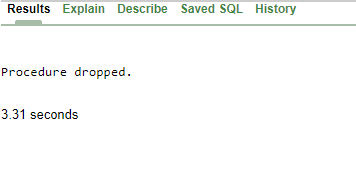 Results Explain Describe Saved SQL History
Procedure dropped.
3.31 seconds